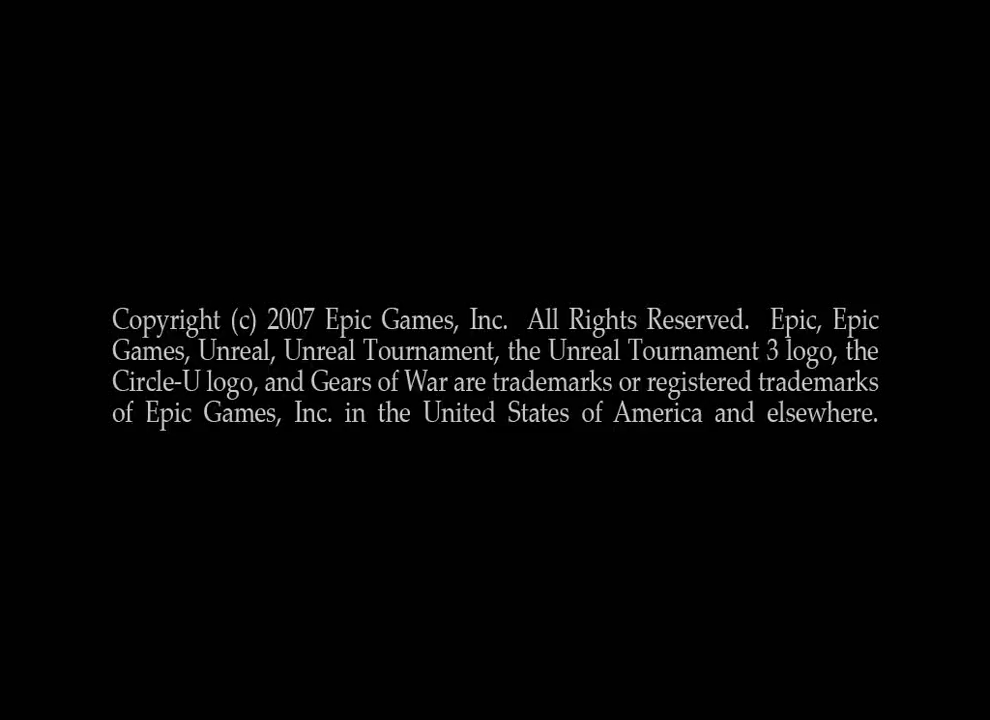 Copyright (c) 2007 Epic Games, Inc.  All Rights Reserved.  Epic, Epic
Games, Unreal, Unreal Tournament, the Unreal Tournament 3 logo, the
Circle-U logo, and Gears of War are trademarks or registered trademarks
of Epic Games, Inc. in the United States of America and elsewhere.